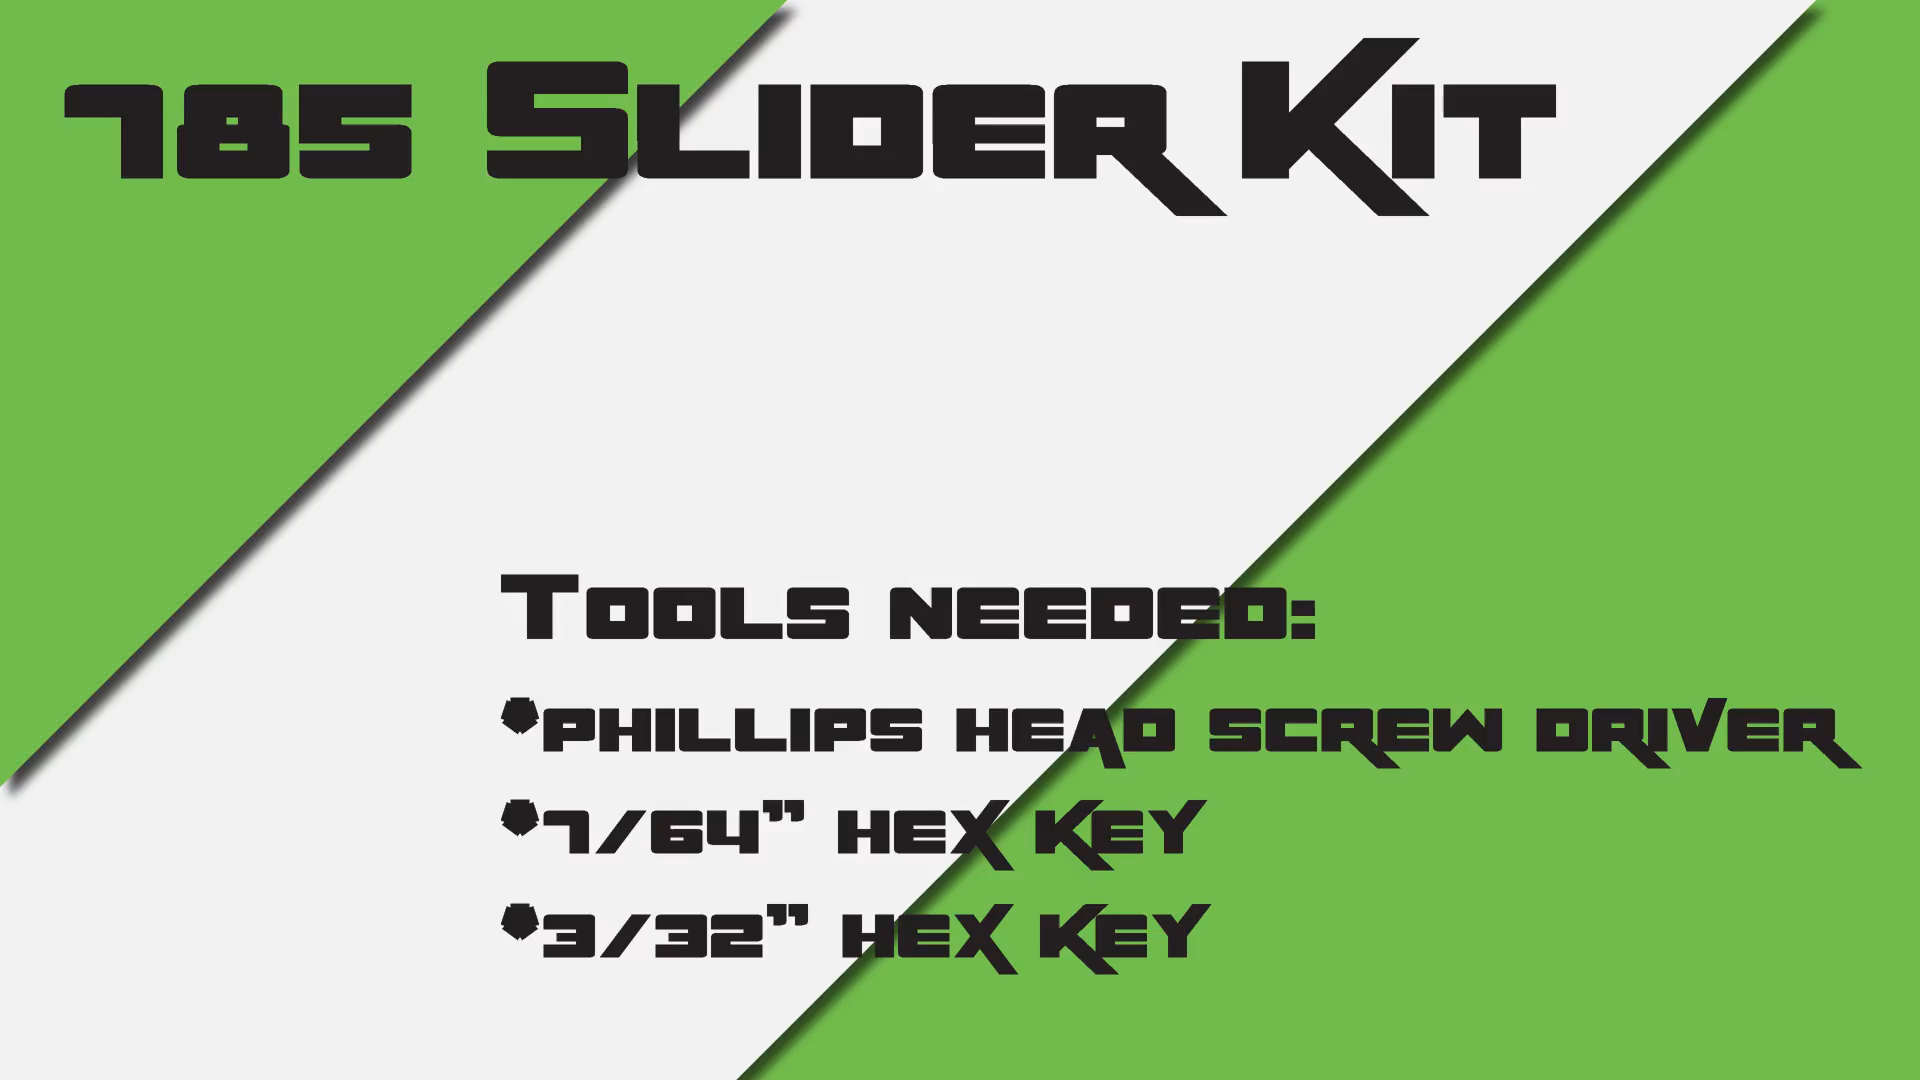 785 Slider Kit
Tools needed:
*Phillips head screw driver
*7/64” hex key
*3/32” hex key